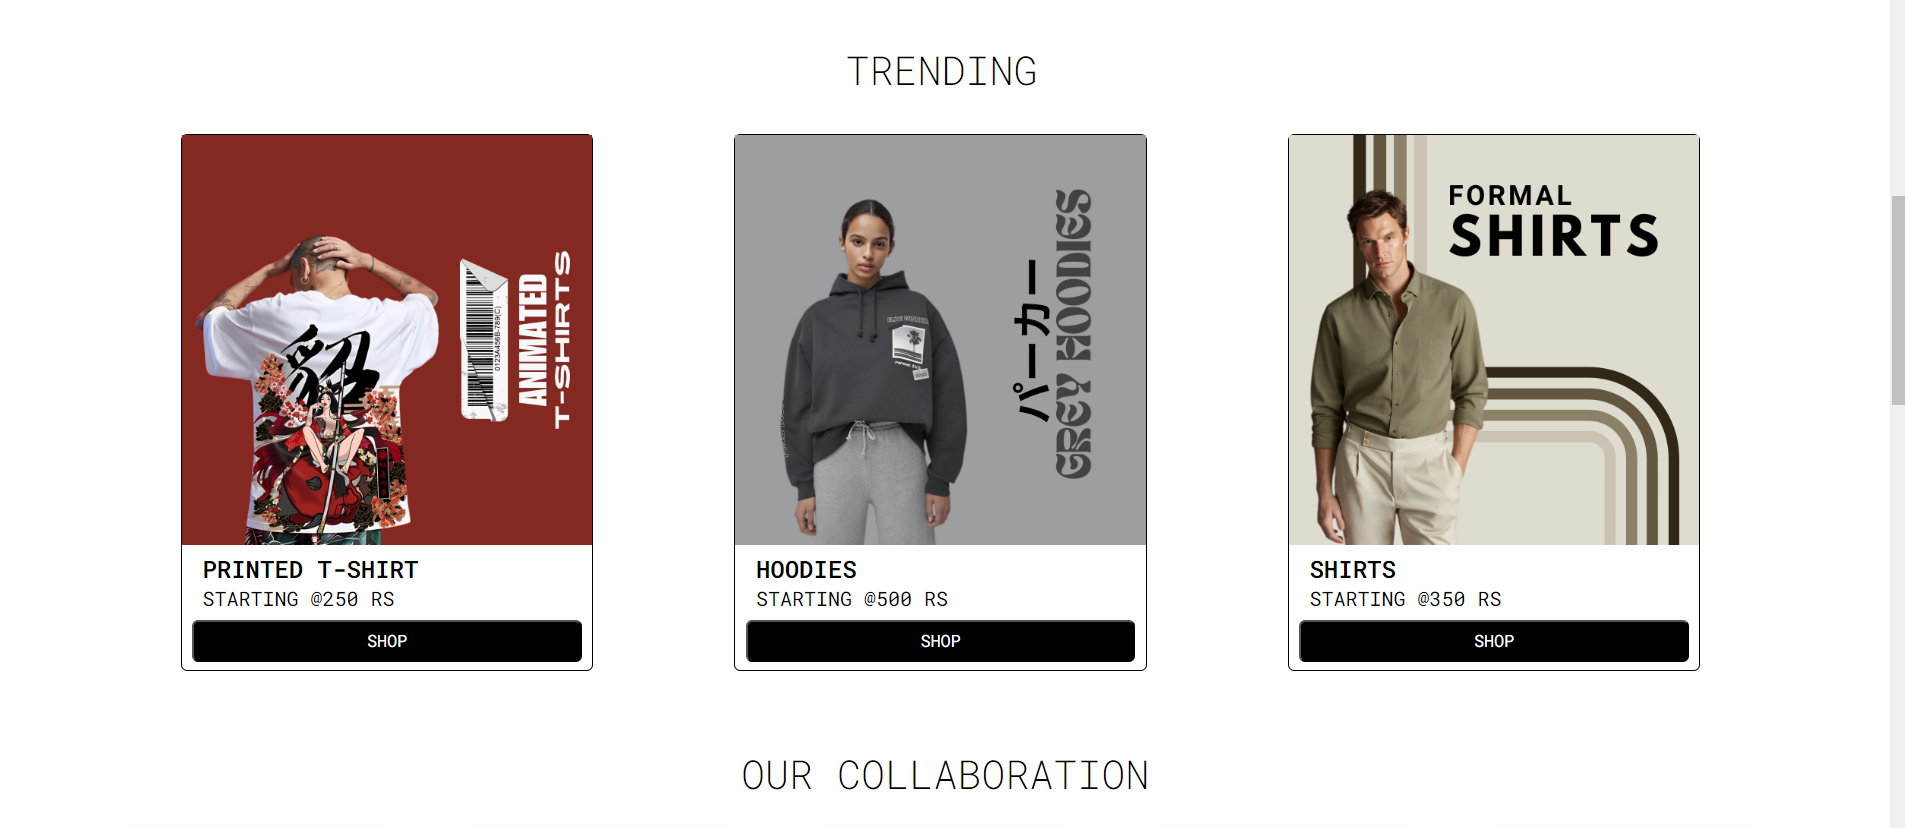 TRENDING
0123A456B-789(C)
ANIMATED
T-SHIRTS
貂
パーカー
GREY HOODIES
FORMAL
SHIRTS
PRINTED T-SHIRT
STARTING @250 RS
SHOP
HOODIES
STARTING @500 RS
SHOP
SHIRTS
STARTING @350 RS
SHOP
OUR COLLABORATION